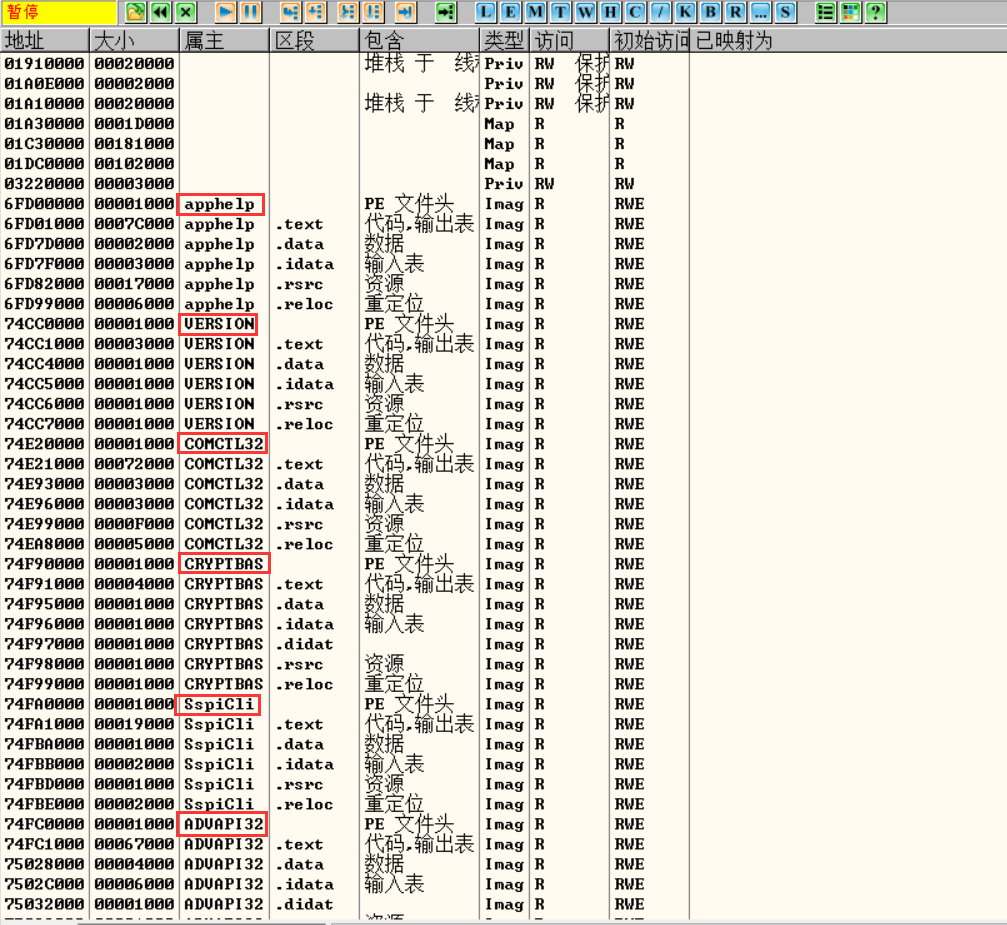 暂停 L E M T W H C / K B R ... S ?
地址 大小 属主 区段 包含 类型 访问 初始访问 已映射为
01910000 00020000 堆栈 于 线 Priv RW 保护 RW
01A0E000 00002000 Priv RW 保护 RW
01A10000 00020000 堆栈 于 线 Priv RW 保护 RW
01A30000 0001D000 Map R R
01C30000 00181000 Map R R
01DC0000 00102000 Map R R
03220000 00003000 Priv RW RW
6FD00000 00001000 apphelp PE 文件头 Imag R RWE
6FD01000 0007C000 apphelp .text 代码,输出表 Imag R RWE
6FD7D000 00002000 apphelp .data 数据 Imag R RWE
6FD7F000 00003000 apphelp .idata 输入表 Imag R RWE
6FD82000 00017000 apphelp .rsrc 资源 Imag R RWE
6FD99000 00006000 apphelp .reloc 重定位 Imag R RWE
74CC0000 00001000 VERSION PE 文件头 Imag R RWE
74CC1000 00003000 VERSION .text 代码,输出表 Imag R RWE
74CC4000 00001000 VERSION .data 数据 Imag R RWE
74CC5000 00001000 VERSION .idata 输入表 Imag R RWE
74CC6000 00001000 VERSION .rsrc 资源 Imag R RWE
74CC7000 00001000 VERSION .reloc 重定位 Imag R RWE
74E20000 00001000 COMCTL32 PE 文件头 Imag R RWE
74E21000 00072000 COMCTL32 .text 代码,输出表 Imag R RWE
74E93000 00003000 COMCTL32 .data 数据 Imag R RWE
74E96000 00003000 COMCTL32 .idata 输入表 Imag R RWE
74E99000 0000F000 COMCTL32 .rsrc 资源 Imag R RWE
74EA8000 00005000 COMCTL32 .reloc 重定位 Imag R RWE
74F90000 00001000 CRYPTBAS PE 文件头 Imag R RWE
74F91000 00004000 CRYPTBAS .text 代码,输出表 Imag R RWE
74F95000 00001000 CRYPTBAS .data 数据 Imag R RWE
74F96000 00001000 CRYPTBAS .idata 输入表 Imag R RWE
74F97000 00001000 CRYPTBAS .didat Imag R RWE
74F98000 00001000 CRYPTBAS .rsrc 资源 Imag R RWE
74F99000 00001000 CRYPTBAS .reloc 重定位 Imag R RWE
74FA0000 00001000 SspiCli PE 文件头 Imag R RWE
74FA1000 00019000 SspiCli .text 代码,输出表 Imag R RWE
74FBA000 00001000 SspiCli .data 数据 Imag R RWE
74FBB000 00002000 SspiCli .idata 输入表 Imag R RWE
74FBD000 00001000 SspiCli .rsrc 资源 Imag R RWE
74FBE000 00002000 SspiCli .reloc 重定位 Imag R RWE
74FC0000 00001000 ADVAPI32 PE 文件头 Imag R RWE
74FC1000 00067000 ADVAPI32 .text 代码,输出表 Imag R RWE
75028000 00004000 ADVAPI32 .data 数据 Imag R RWE
7502C000 00006000 ADVAPI32 .idata 输入表 Imag R RWE
75032000 00001000 ADVAPI32 .didat Imag R RWE